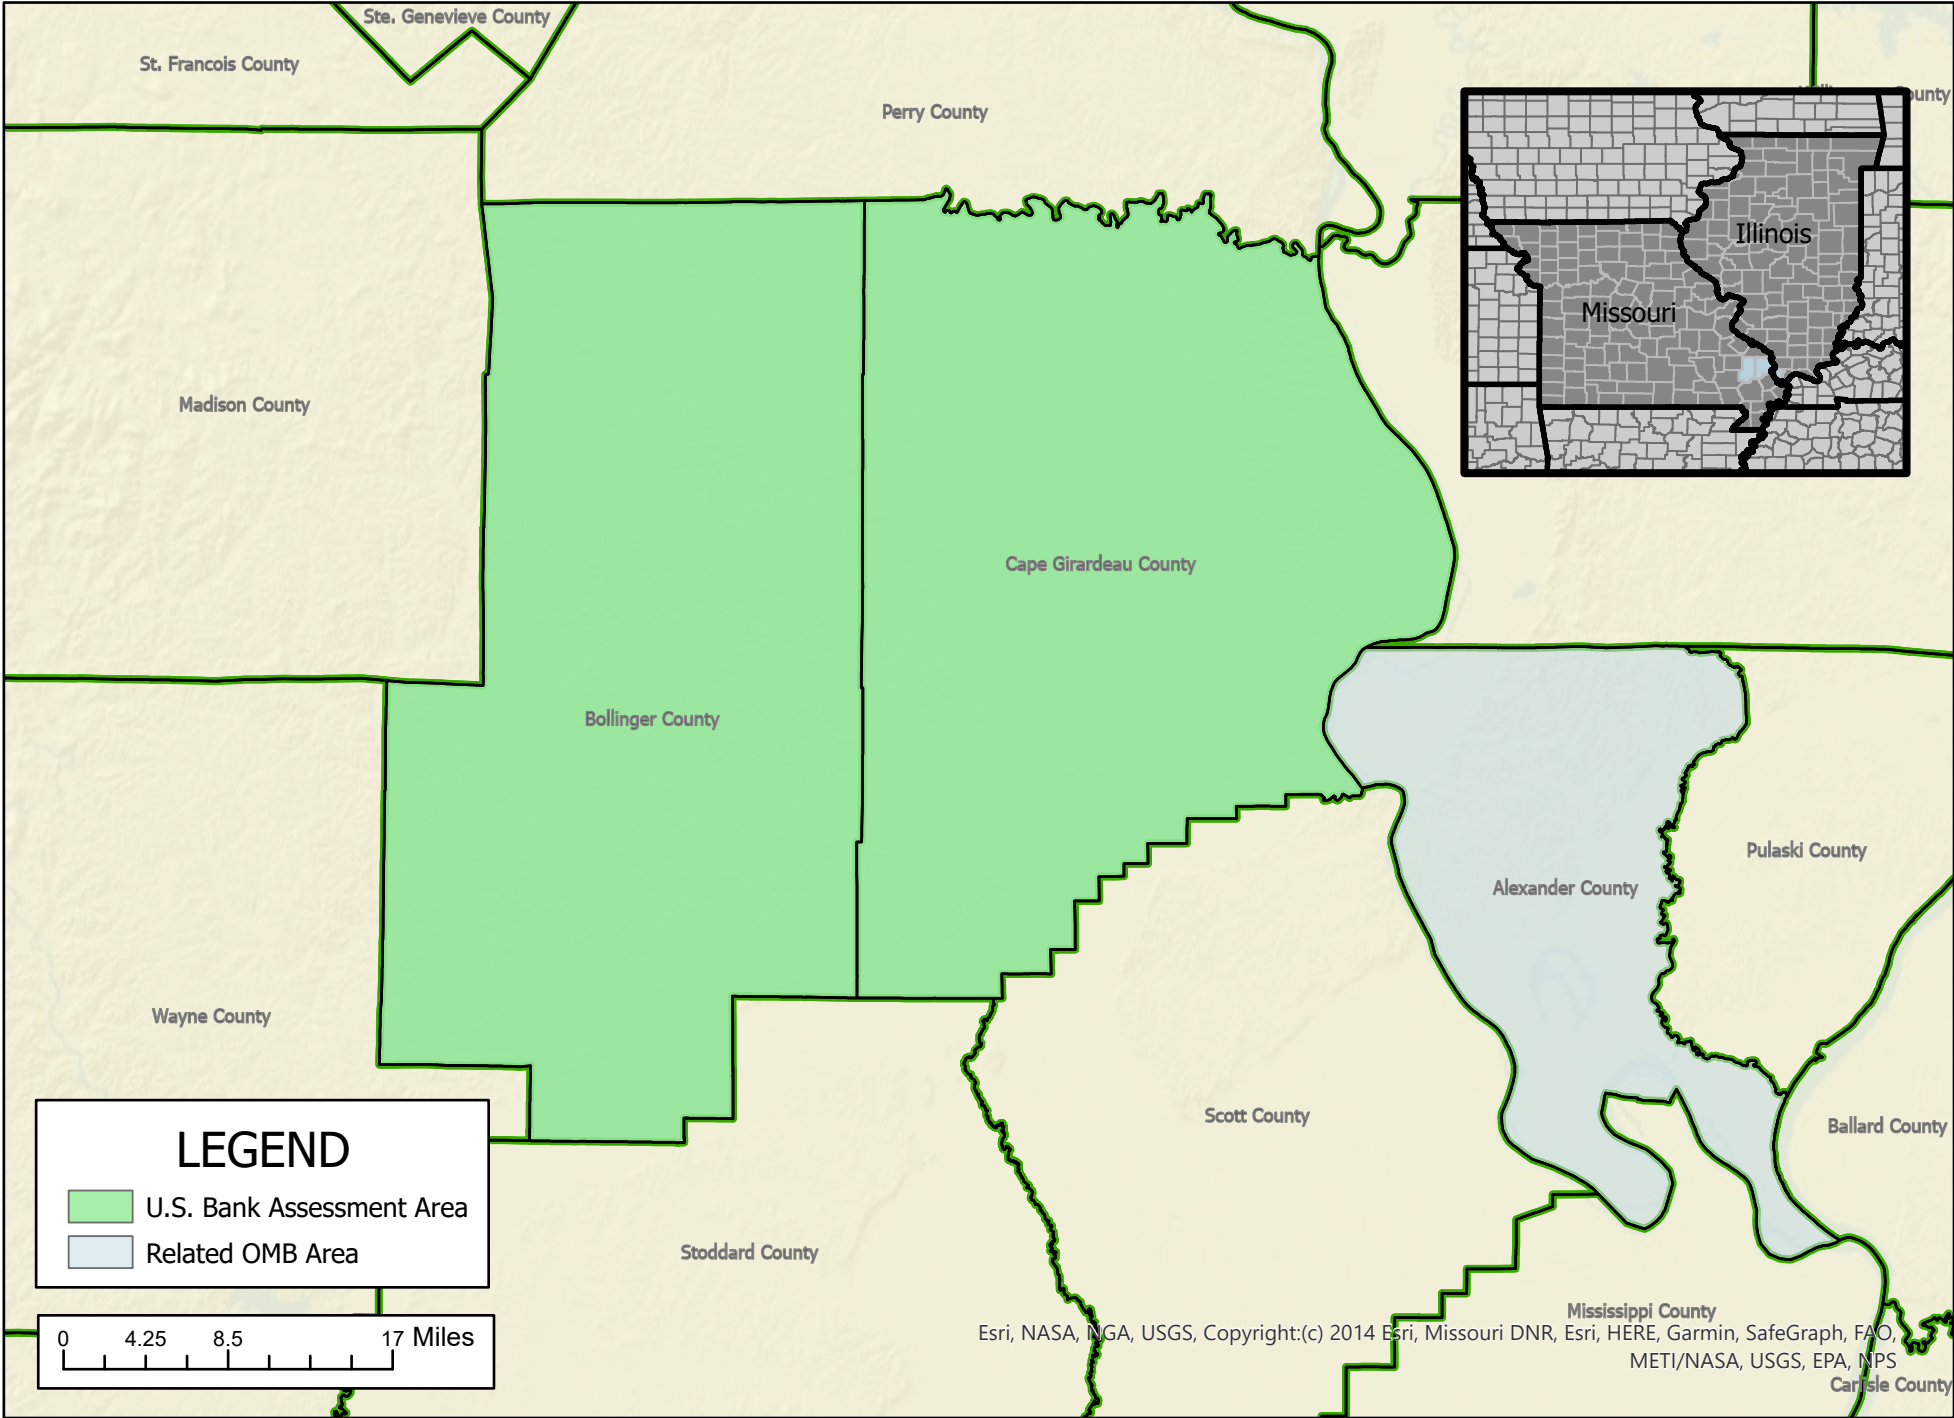 Ste. Genevieve County
St. Francois County
Perry County
County
Illinois
Missouri
Madison County
Cape Girardeau County
Bollinger County
Pulaski County
Alexander County
Wayne County
Scott County
Ballard County
LEGEND
U.S. Bank Assessment Area
Related OMB Area
Stoddard County
Mississippi County
0 4.25 8.5 17 Miles
Esri, NASA, NGA, USGS, Copyright:(c) 2014 Esri, Missouri DNR, Esri, HERE, Garmin, SafeGraph, FAO,
METI/NASA, USGS, EPA, NPS
Carlisle County